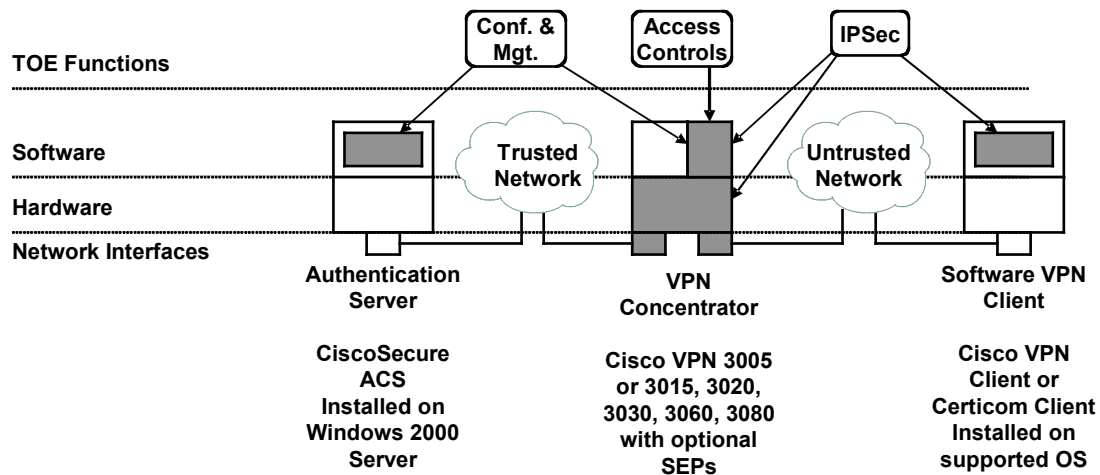 Conf. &
Mgt.
Access
Controls
IPSec
TOE Functions
Software
Trusted
Network
Untrusted
Network
Hardware
Network Interfaces
Authentication
Server
VPN
Concentrator
Software VPN
Client
CiscoSecure
ACS
Installed on
Windows 2000
Server
Cisco VPN 3005
or 3015, 3020,
3030, 3060, 3080
with optional
SEPs
Cisco VPN
Client or
Certicom Client
Installed on
supported OS